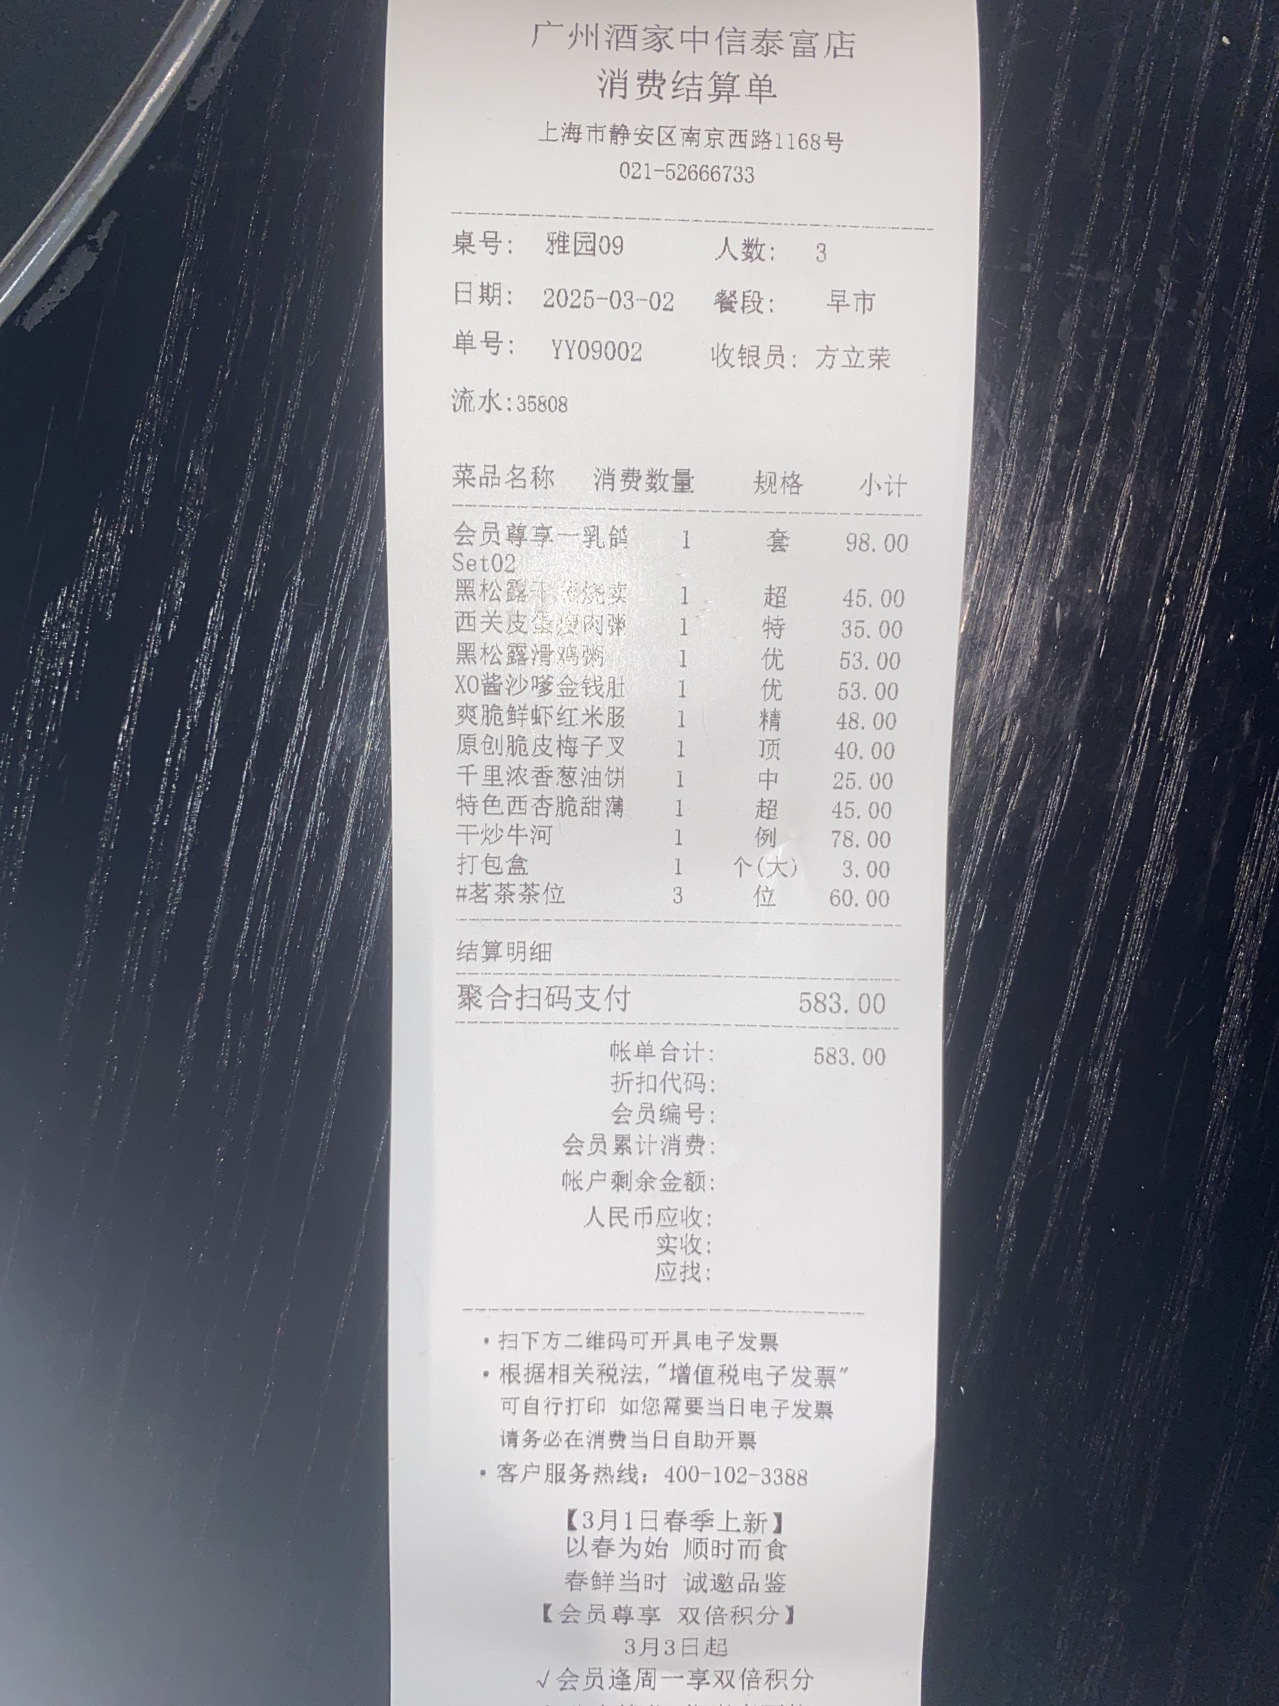 广州酒家中信泰富店
消费结算单
上海市静安区南京西路1168号
021-52666733
桌号: 雅园09 人数: 3
日期: 2025-03-02 餐段: 早市
单号: YY09002 收银员: 方立荣
流水:35808
菜品名称 消费数量 规格 小计
会员尊享一乳鸽 1 套 98.00
Set02
黑松露干 烧卖 1 超 45.00
西关皮蛋瘦肉粥 1 特 35.00
黑松露滑鸡粥 1 优 53.00
XO酱沙嗲金钱肚 1 优 53.00
爽脆鲜虾红米肠 1 精 48.00
原创脆皮梅子叉 1 顶 40.00
千里浓香葱油饼 1 中 25.00
特色西杏脆甜薄 1 超 45.00
干炒牛河 1 例 78.00
打包盒 1 个(大) 3.00
#茗茶茶位 3 位 60.00
结算明细
聚合扫码支付 583.00
帐单合计: 583.00
折扣代码:
会员编号:
会员累计消费:
帐户剩余金额:
人民币应收:
实收:
应找:
·扫下方二维码可开具电子发票
·根据相关税法,"增值税电子发票"
可自行打印 如您需要当日电子发票
请务必在消费当日自助开票
·客户服务热线: 400-102-3388
【3月1日春季上新】
以春为始 顺时而食
春鲜当时 诚邀品鉴
【会员尊享 双倍积分】
3月3日起
√会员逢周一享双倍积分